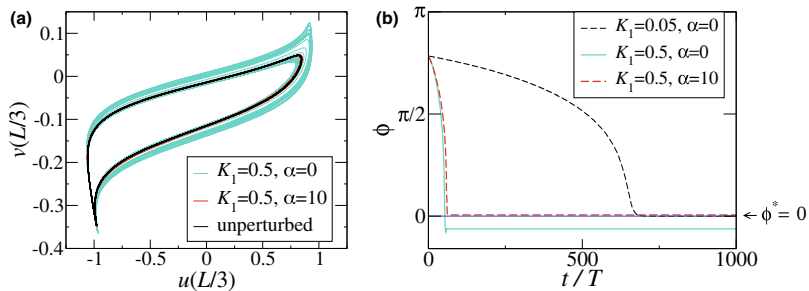 (a)
0.1
0
-0.1
-0.2
-0.3
-0.4
v(L/3)
K₁=0.5, α=0
K₁=0.5, α=10
unperturbed
-1 -0.5 0 0.5 1
u(L/3)
(b)
π
π/2
0
ϕ
K₁=0.05, α=0
K₁=0.5, α=0
K₁=0.5, α=10
← ϕ* = 0
0 500 1000
t/T